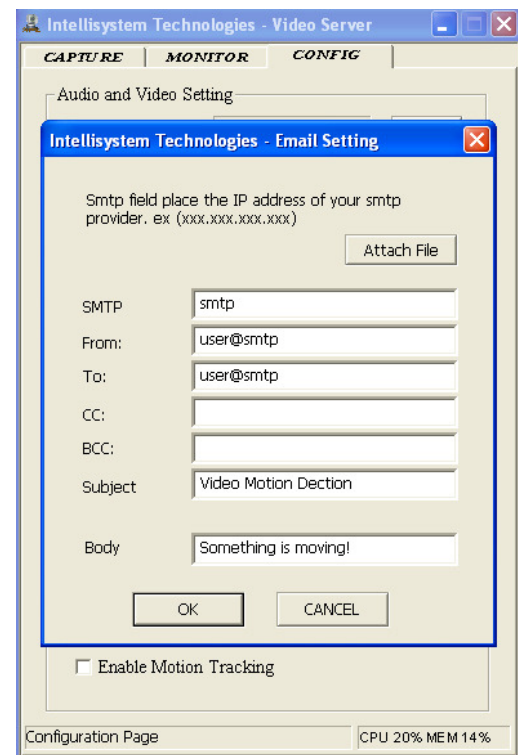 Intellisystem Technologies - Video Server
CAPTURE MONITOR CONFIG
Audio and Video Setting
Intellisystem Technologies - Email Setting
Smtp field place the IP address of your smtp
provider. ex (xxx.xxx.xxx.xxx)
Attach File
SMTP smtp
From: user@smtp
To: user@smtp
CC:
BCC:
Subject Video Motion Dection
Body Something is moving!
OK CANCEL
Enable Motion Tracking
Configuration Page CPU 20% MEM 14%